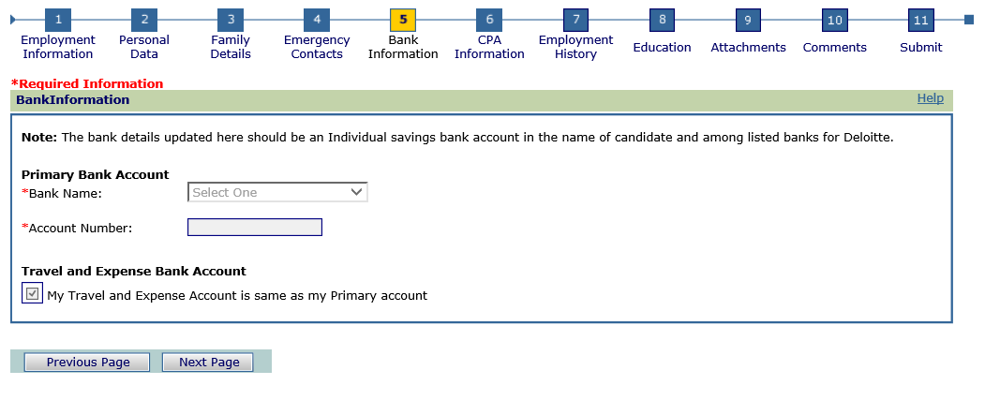 1 2 3 4 5 6 7 8 9 10 11
Employment Information Personal Data Family Details Emergency Contacts Bank Information CPA Information Employment History Education Attachments Comments Submit
*Required Information
BankInformation Help
Note: The bank details updated here should be an Individual savings bank account in the name of candidate and among listed banks for Deloitte.
Primary Bank Account
*Bank Name: Select One
*Account Number:
Travel and Expense Bank Account
My Travel and Expense Account is same as my Primary account
Previous Page Next Page